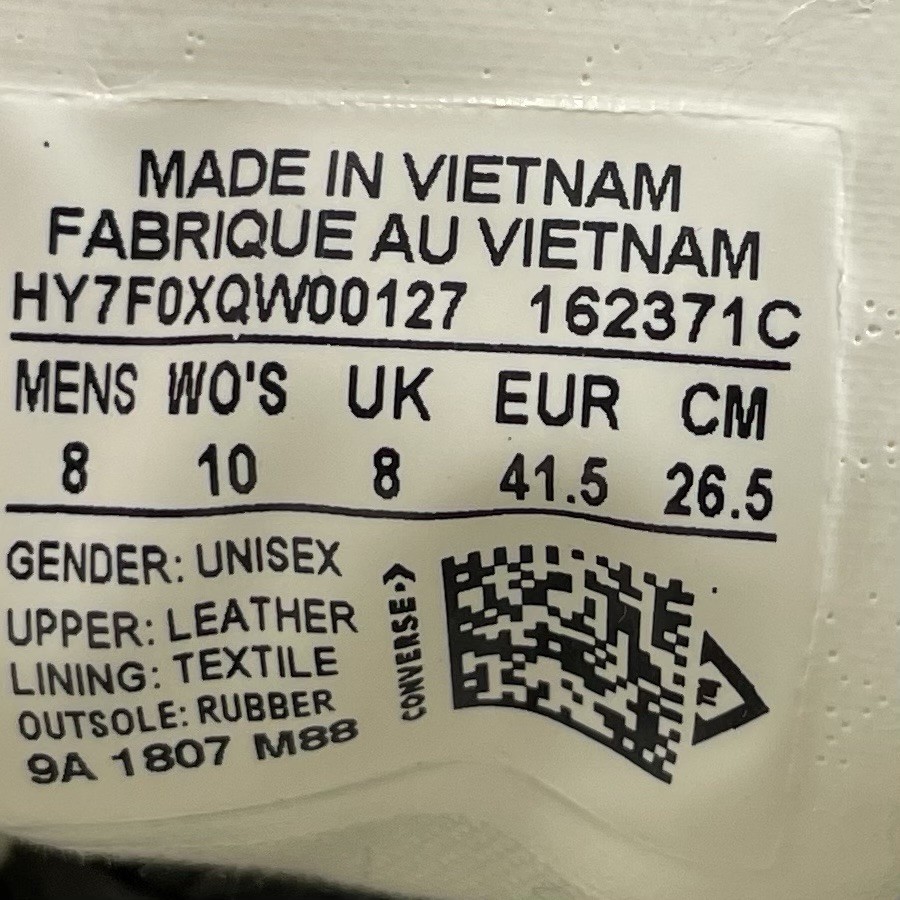 MADE IN VIETNAM
FABRIQUE AU VIETNAM
HY7F0XQW00127 162371C
MENS WO'S UK EUR CM
8 10 8 41.5 26.5
GENDER: UNISEX
UPPER: LEATHER
LINING: TEXTILE
OUTSOLE: RUBBER
9A 1807 M88
CONVERSE